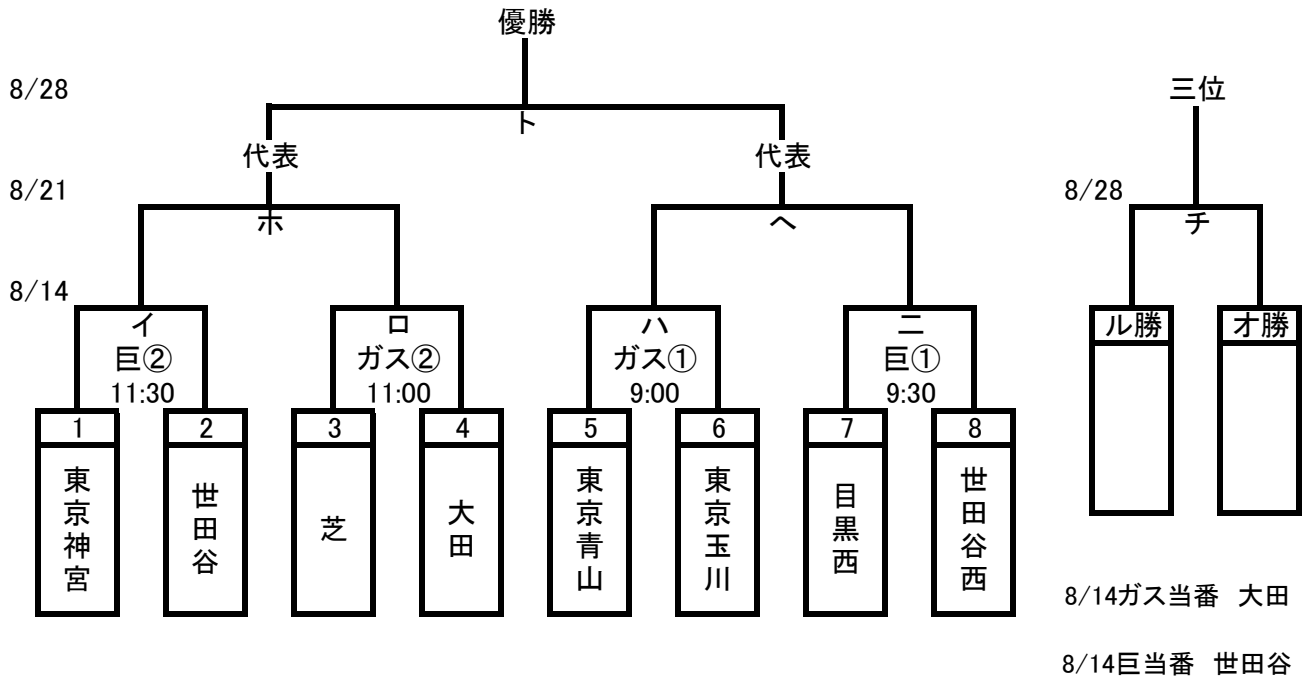 優勝
8/28
三位
ト
代表
代表
8/21
8/28
ホ
ヘ
チ
8/14
イ
ロ
ハ
ニ
ル勝
オ勝
巨②
ガス②
ガス①
巨①
11:30
11:00
9:00
9:30
1
2
3
4
5
6
7
8
東京神宮
世田谷
芝
大田
東京青山
東京玉川
目黒西
世田谷西
8/14ガス当番 大田
8/14巨当番 世田谷